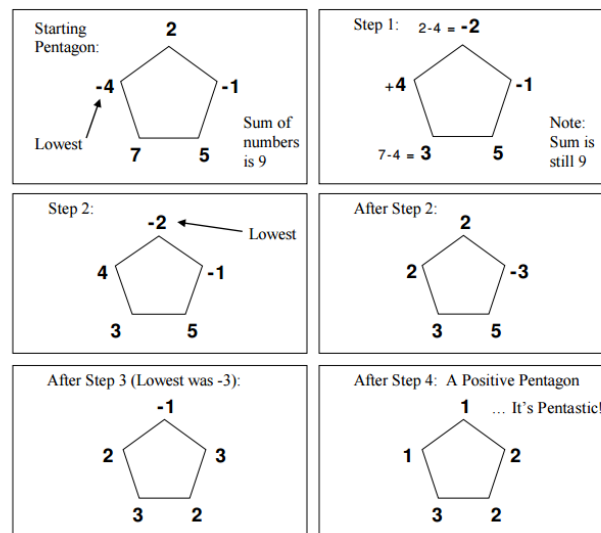 Starting
Pentagon:
2
-4
-1
Lowest
7
5
Sum of
numbers
is 9
Step 1:
2-4 = -2
+4
-1
7-4 = 3
5
Note:
Sum is
still 9
Step 2:
-2
Lowest
4
-1
3
5
After Step 2:
2
2
-3
3
5
After Step 3 (Lowest was -3):
-1
2
3
3
2
After Step 4: A Positive Pentagon
1
... It's Pentastic!
1
2
3
2